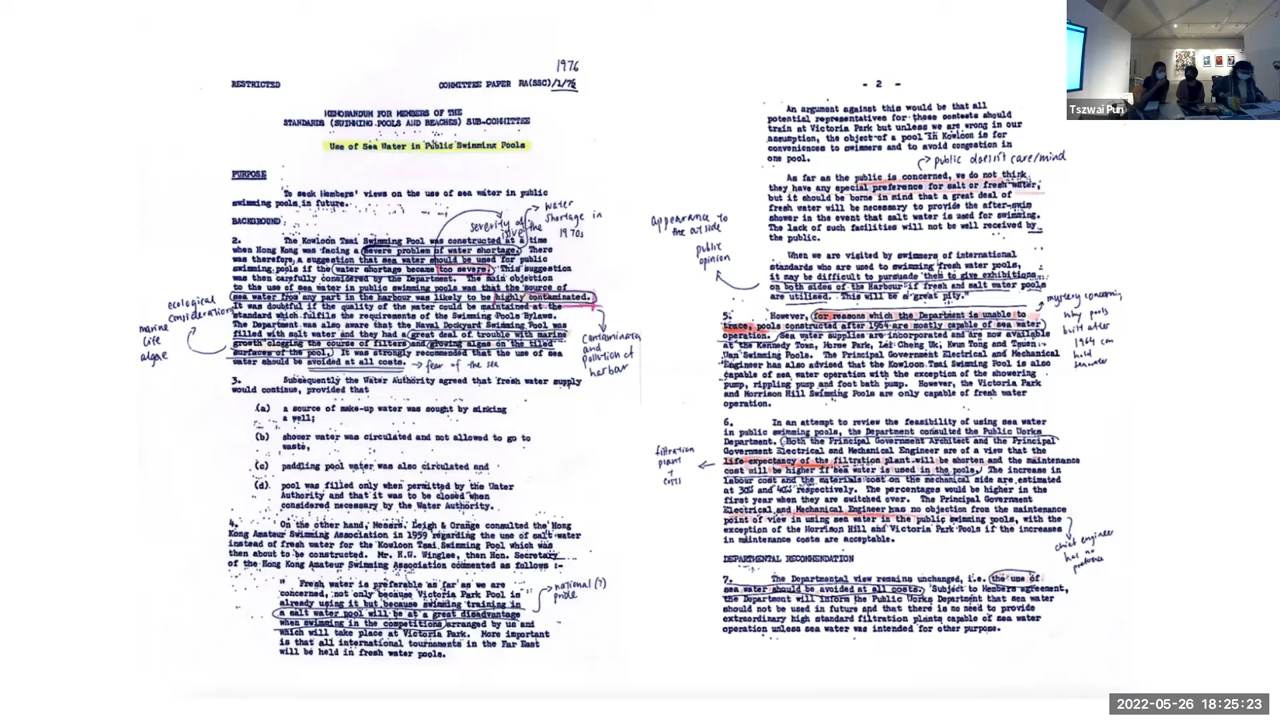 1976
RESTRICTED
COMMITTEE PAPER RA(SSC)/1/76
MEMORANDUM FOR MEMBERS OF THE
STANDARDS (SWIMMING POOLS AND BEACHES) SUB-COMMITTEE
Use of Sea Water in Public Swimming Pools
PURPOSE
To seek Members' views on the use of sea water in public
swimming pools in future.
BACKGROUND
severity of the
water
shortage in
1970s
2. The Kowloon Tsai Swimming Pool was constructed at a time
when Hong Kong was facing a severe problem of water shortage. There
was therefore, a suggestion that sea water should be used for public
swimming pools if the water shortage became too severe. This suggestion
was then carefully considered by the Department. The main objection
to the use of sea water in public swimming pools was that the source of
sea water from any part in the harbour was likely to be highly contaminated.
It was doubtful if the quality of the water could be maintained at the
standard which fulfils the requirements of the Swimming Pools Bylaws.
The Department was also aware that the Naval Dockyard Swimming Pool was
filled with salt water and they had a great deal of trouble with marine
growth clogging the course of filters and growing algae on the tiled
surfaces of the pool. It was strongly recommended that the use of sea
water should be avoided at all costs. → fear of the sea
ecological
considerations
marine
life
algae
contamination
and
pollution of
harbour
3. Subsequently the Water Authority agreed that fresh water supply
would continue, provided that
(a) a source of make-up water was sought by sinking
a well;
(b) shower water was circulated and not allowed to go to
waste;
(c) paddling pool water was also circulated and
(d) pool was filled only when permitted by the Water
Authority and that it was to be closed when
considered necessary by the Water Authority.
4. On the other hand, Messrs. Leigh & Orange consulted the Hong
Kong Amateur Swimming Association in 1959 regarding the use of salt water
instead of fresh water for the Kowloon Tsai Swimming Pool which was
then about to be constructed. Mr. H.W. Winglee, then Hon. Secretary
of the Hong Kong Amateur Swimming Association commented as follows :-
" Fresh water is preferable as far as we are
concerned, not only because Victoria Park Pool is
already using it but because swimming training in
a salt water pool will be at a great disadvantage
when swimming in the competitions arranged by us and
which will take place at Victoria Park. More important
is that all international tournaments in the Far East
will be held in fresh water pools.
national (?)
pride
- 2 -
An argument against this would be that all
potential representatives for these contests should
train at Victoria Park but unless we are wrong in our
assumption, the object of a pool in Kowloon is for
conveniences to swimmers and to avoid congestion in
one pool.
→ public doesn't care/mind
As far as the public is concerned, we do not think
they have any special preference for salt or fresh water,
but it should be borne in mind that a great deal of
fresh water will be necessary to provide the after-swim
shower in the event that salt water is used for swimming.
The lack of such facilities will not be well received by
the public.
appearance to
the outside
public
opinion
When we are visited by swimmers of international
standards who are used to swimming fresh water pools,
it may be difficult to pursuade them to give exhibitions
on both sides of the Harbour if fresh and salt water pools
are utilised. This will be a great pity."
5. However, for reasons which the Department is unable to
trace, pools constructed after 1964 are mostly capable of sea water
operation. Sea water supplies are incorporated and are now available
at the Kennedy Town, Morse Park, Lei Cheng Uk, Kwun Tong and Tsuen
Wan Swimming Pools. The Principal Government Electrical and Mechanical
Engineer has also advised that the Kowloon Tsai Swimming Pool is also
capable of sea water operation with the exception of the showering
pump, rippling pump and foot bath pump. However, the Victoria Park
and Morrison Hill Swimming Pools are only capable of fresh water
operation.
mystery concerning
why pools
built after
1964 can
hold
seawater
6. In an attempt to review the feasibility of using sea water
in public swimming pools, the Department consulted the Public Works
Department. Both the Principal Government Architect and the Principal
Government Electrical and Mechanical Engineer are of a view that the
life expectancy of the filtration plant will be shorten and the maintenance
cost will be higher if sea water is used in the pools. The increase in
labour cost and the materials cost on the mechanical side are estimated
at 30% and 40% respectively. The percentages would be higher in the
first year when they are switched over. The Principal Government
Electrical and Mechanical Engineer has no objection from the maintenance
point of view in using sea water in the public swimming pools, with the
exception of the Morrison Hill and Victoria Park Pools if the increases
in maintenance costs are acceptable.
filtration
plant
+
costs
chief engineer
has no
preference
DEPARTMENTAL RECOMMENDATION
7. The Departmental view remains unchanged, i.e. the use of
sea water should be avoided at all costs. Subject to Members agreement,
the Department will inform the Public Works Department that sea water
should not be used in future and that there is no need to provide
extraordinary high standard filtration plants capable of sea water
operation unless sea water was intended for other purpose.
Tszwai Pun
2022-05-26 18:25:23